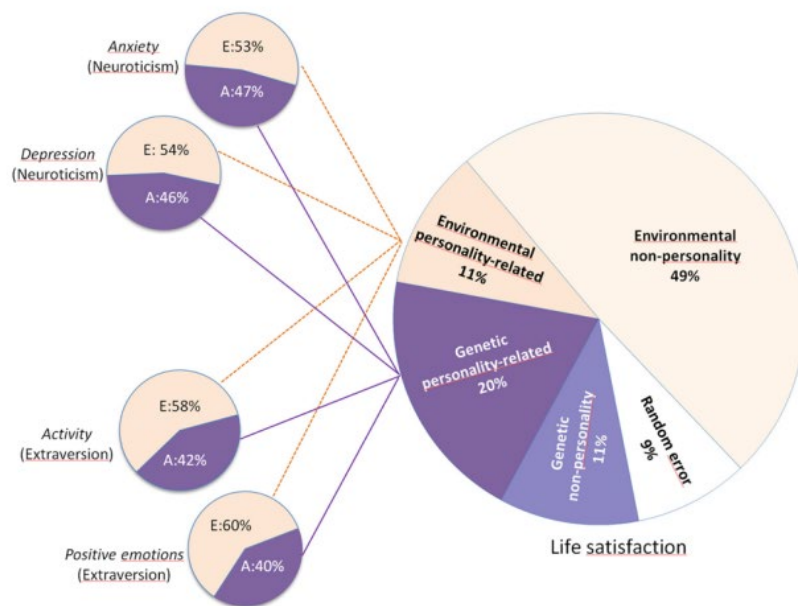 Anxiety
(Neuroticism)
E:53%
A:47%
Depression
(Neuroticism)
E: 54%
A:46%
Activity
(Extraversion)
E:58%
A:42%
Positive emotions
(Extraversion)
E:60%
A:40%
Environmental
personality-related
11%
Environmental
non-personality
49%
Genetic
personality-related
20%
Genetic
non-personality
11%
Random error
9%
Life satisfaction